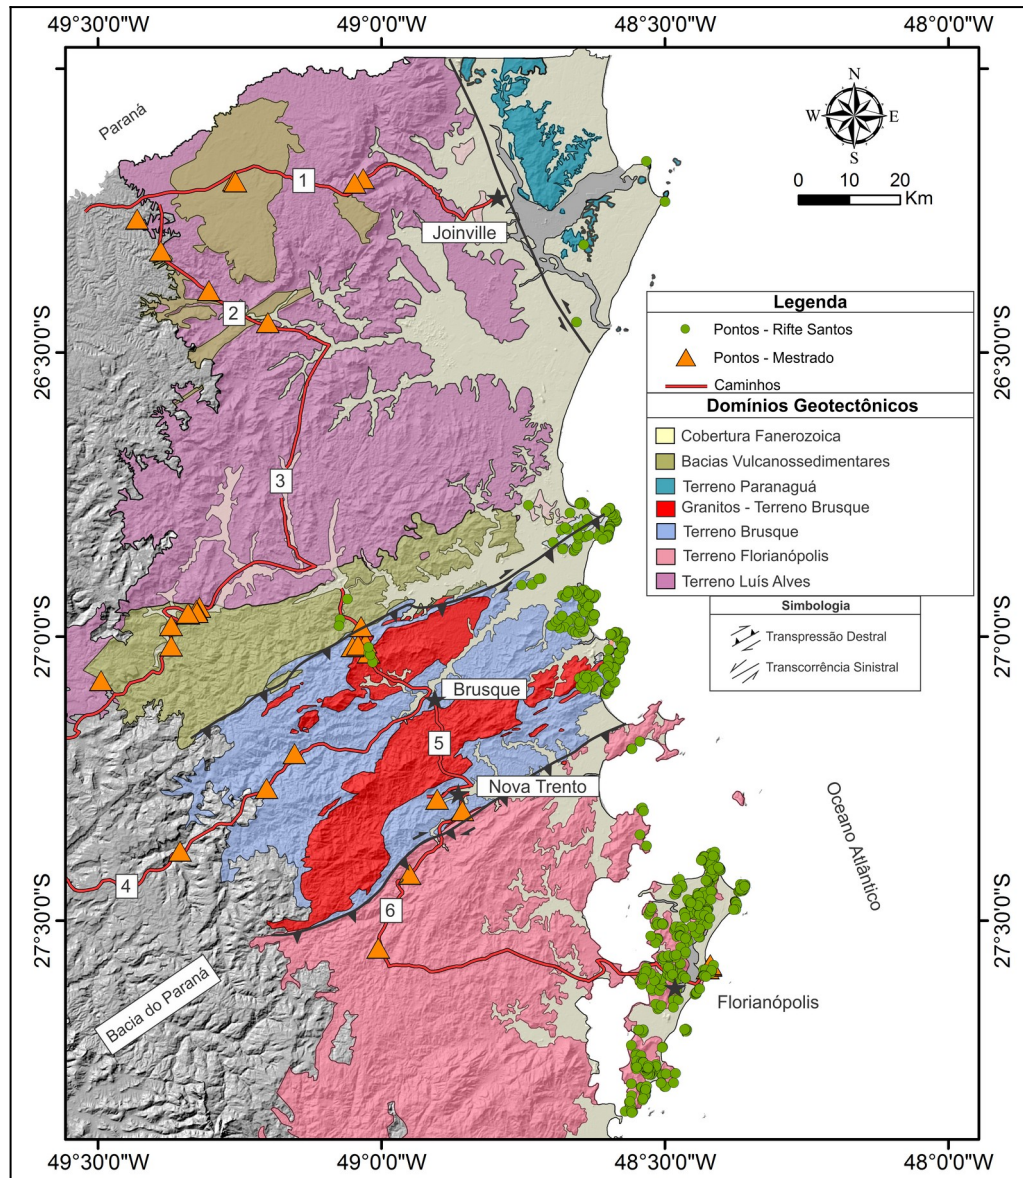 49°30'0"W 49°0'0"W 48°30'0"W 48°0'0"W
Paraná
N
W E
S
0 10 20
Km
1
Joinville
2
3
Legenda
Pontos - Rifte Santos
Pontos - Mestrado
Caminhos
Domínios Geotectônicos
Cobertura Fanerozoica
Bacias Vulcanossedimentares
Terreno Paranaguá
Granitos - Terreno Brusque
Terreno Brusque
Terreno Florianópolis
Terreno Luís Alves
Simbologia
Transpressão Destral
Transcorrência Sinistral
26°30'0"S 26°30'0"S
27°0'0"S 27°0'0"S
Brusque
5
Nova Trento
Oceano Atlântico
4
6
27°30'0"S 27°30'0"S
Bacia do Paraná
Florianópolis
49°30'0"W 49°0'0"W 48°30'0"W 48°0'0"W